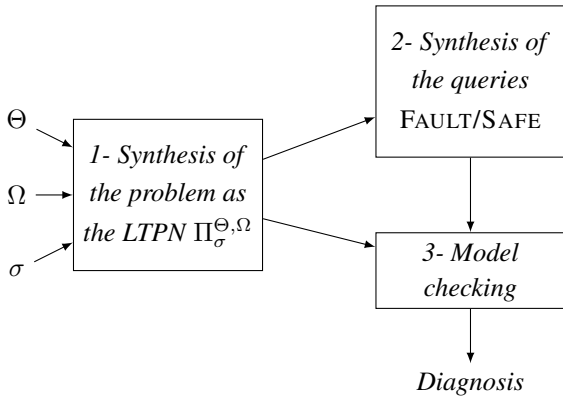 Θ
Ω
σ
1- Synthesis of
the problem as
the LTPN Π_σ^{Θ,Ω}
2- Synthesis of
the queries
FAULT/SAFE
3- Model
checking
Diagnosis